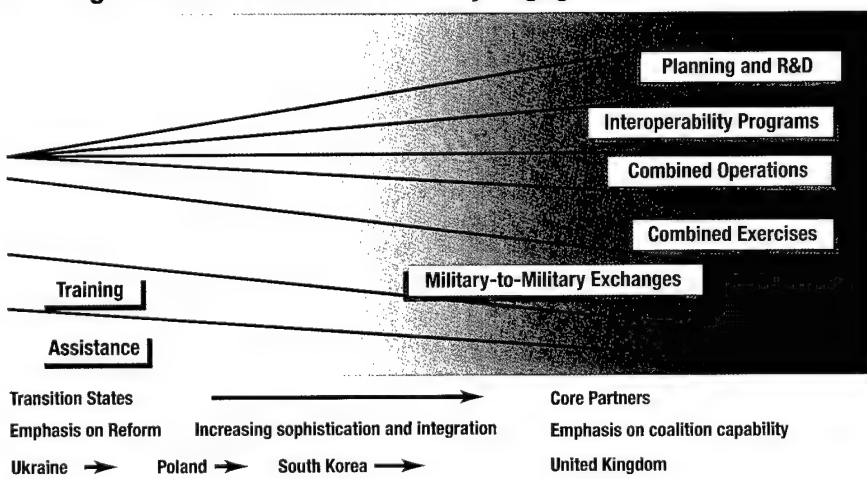 Planning and R&D
Interoperability Programs
Combined Operations
Combined Exercises
Military-to-Military Exchanges
Training
Assistance
Transition States Core Partners
Emphasis on Reform Increasing sophistication and integration Emphasis on coalition capability
Ukraine → Poland → South Korea → United Kingdom